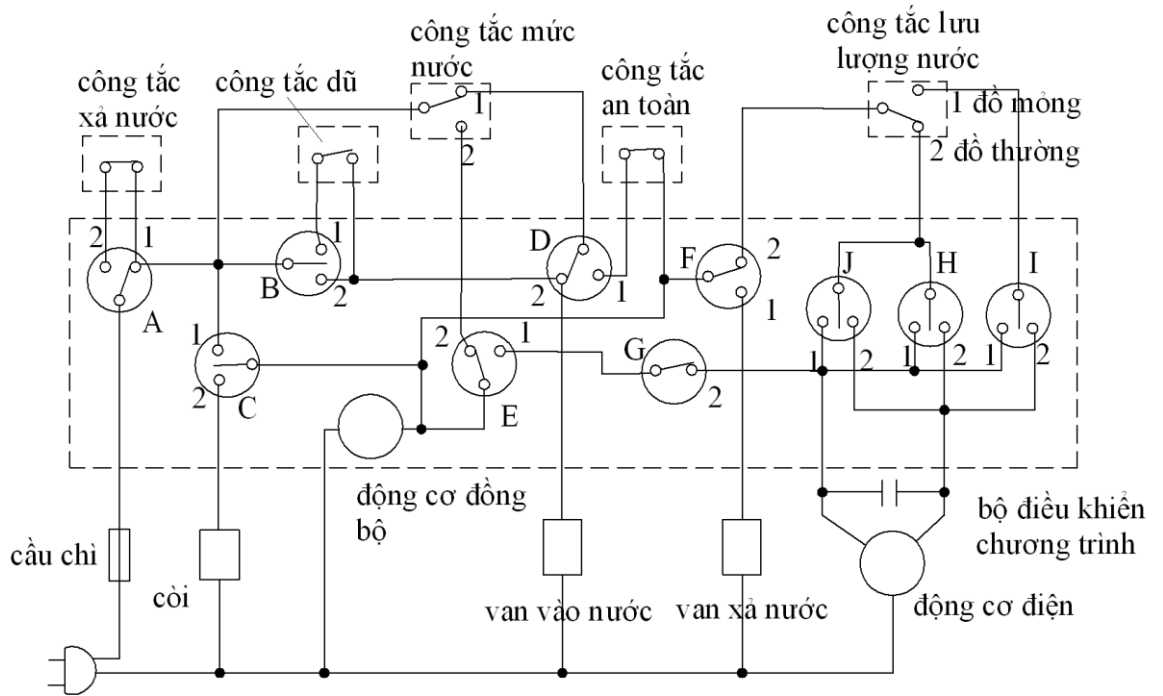 công tắc
xả nước
công tắc dũ
công tắc mức
nước
công tắc
an toàn
công tắc lưu
lượng nước
1 đồ mỏng
2 đồ thường
1
2
2
1
A
B
1
2
D
2
1
F
2
1
J
H
I
1
2
1
2
1
2
1
2
C
2
1
E
G
2
động cơ đồng
bộ
bộ điều khiển
chương trình
cầu chì
còi
van vào nước
van xả nước
động cơ điện